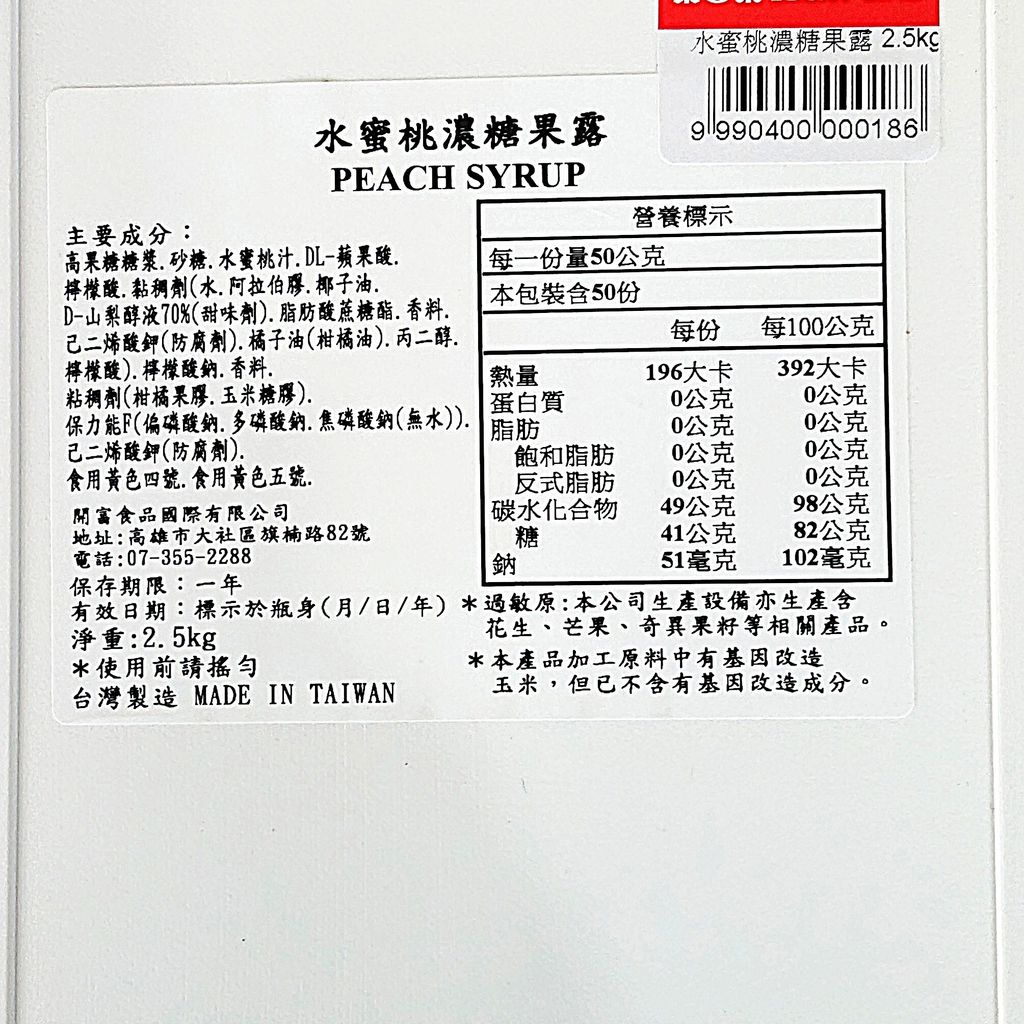 水蜜桃濃糖果露 2.5kg
9 990400 000186
水蜜桃濃糖果露
PEACH SYRUP
主要成分：
高果糖糖漿.砂糖.水蜜桃汁.DL-蘋果酸.
檸檬酸.黏稠劑(水.阿拉伯膠.椰子油.
D-山梨醇液70%(甜味劑).脂肪酸蔗糖酯.香料.
己二烯酸鉀(防腐劑).橘子油(柑橘油).丙二醇.
檸檬酸).檸檬酸鈉.香料.
粘稠劑(柑橘果膠.玉米糖膠).
保力能F(偏磷酸鈉.多磷酸鈉.焦磷酸鈉(無水)).
己二烯酸鉀(防腐劑).
食用黃色四號.食用黃色五號.
開富食品國際有限公司
地址:高雄市大社區旗楠路82號
電話:07-355-2288
保存期限：一年
有效日期：標示於瓶身(月/日/年)
淨重:2.5kg
＊使用前請搖勻
台灣製造 MADE IN TAIWAN
營養標示
每一份量50公克
本包裝含50份
每份 每100公克
熱量 196大卡 392大卡
蛋白質 0公克 0公克
脂肪 0公克 0公克
飽和脂肪 0公克 0公克
反式脂肪 0公克 0公克
碳水化合物 49公克 98公克
糖 41公克 82公克
鈉 51毫克 102毫克
＊過敏原:本公司生產設備亦生產含
花生、芒果、奇異果籽等相關產品。
＊本產品加工原料中有基因改造
玉米，但已不含有基因改造成分。